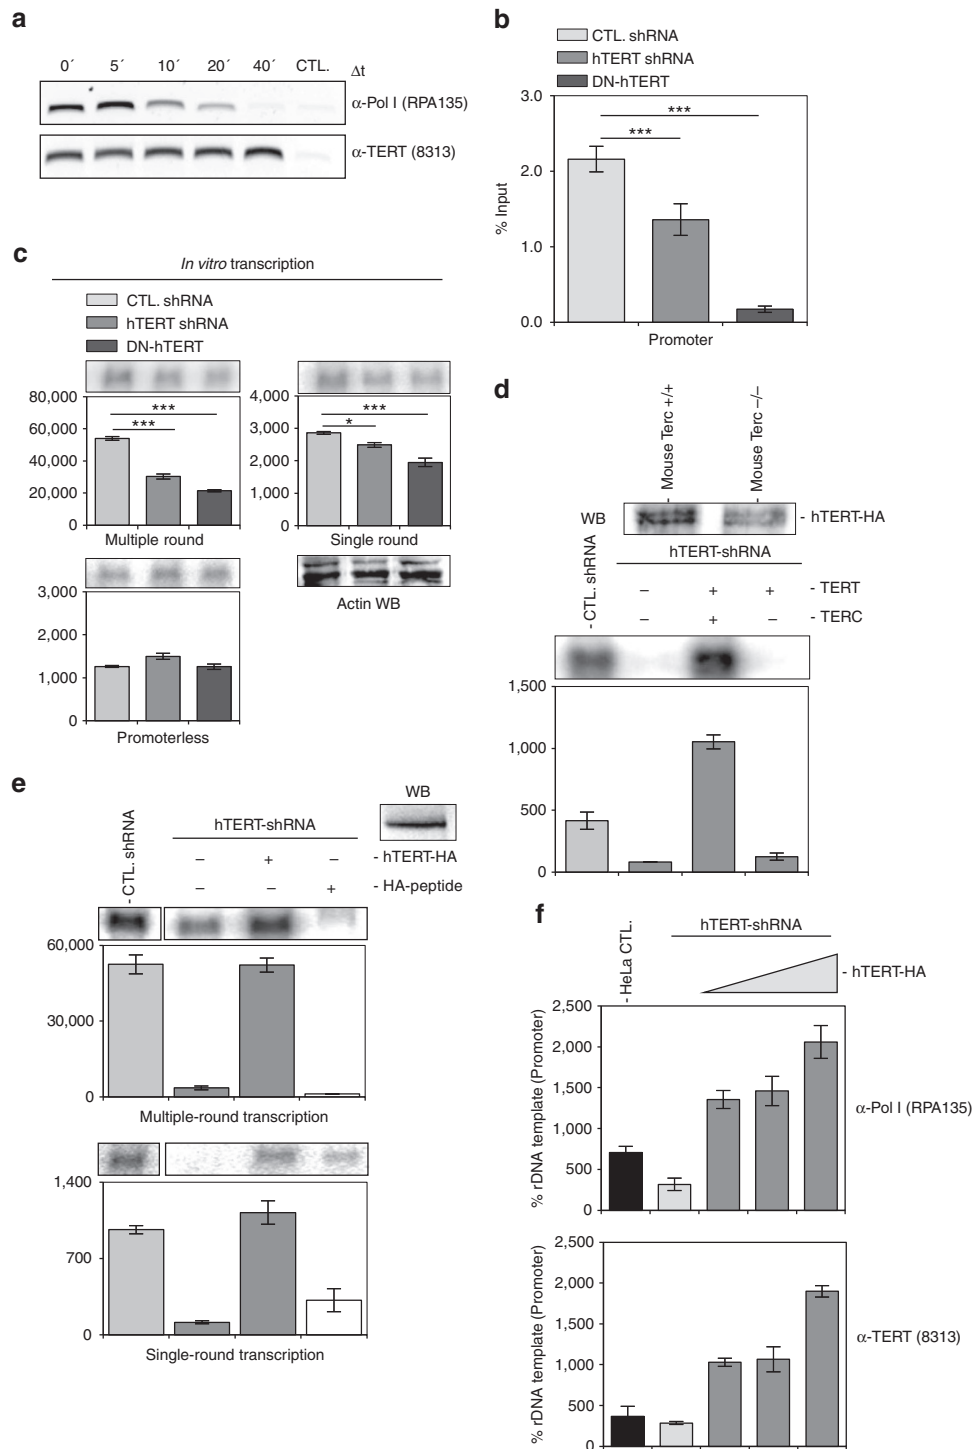 a
0´ 5´ 10´ 20´ 40´ CTL. Δt
α-Pol I (RPA135)
α-TERT (8313)
b
CTL. shRNA
hTERT shRNA
DN-hTERT
3.0
***
***
2.0
1.0
0.0
% Input
Promoter
c
In vitro transcription
CTL. shRNA
hTERT shRNA
DN-hTERT
80,000
60,000
40,000
20,000
0
***
***
Multiple round
4,000
3,000
2,000
1,000
0
***
*
Single round
3,000
2,000
1,000
0
Promoterless
Actin WB
d
- Mouse Terc +/+
- Mouse Terc –/–
WB
- hTERT-HA
- CTL. shRNA
hTERT-shRNA
– + + - TERT
– + – - TERC
1,500
1,000
500
0
e
WB
- CTL. shRNA
hTERT-shRNA
– + – - hTERT-HA
– – + - HA-peptide
60,000
30,000
0
Multiple-round transcription
1,400
700
0
Single-round transcription
f
- HeLa CTL.
hTERT-shRNA
- hTERT-HA
2,500
2,000
1,500
1,000
500
0
% rDNA template (Promoter)
α-Pol I (RPA135)
2,500
2,000
1,500
1,000
500
0
% rDNA template (Promoter)
α-TERT (8313)